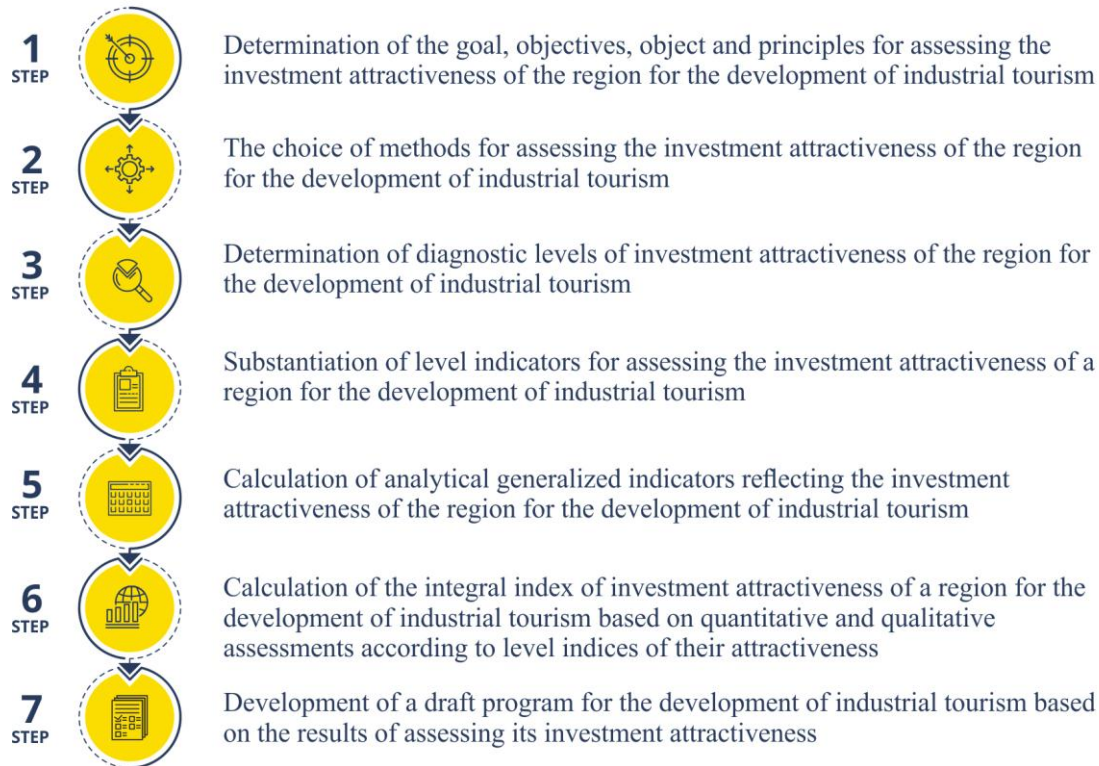 1
STEP
Determination of the goal, objectives, object and principles for assessing the
investment attractiveness of the region for the development of industrial tourism
2
STEP
The choice of methods for assessing the investment attractiveness of the region
for the development of industrial tourism
3
STEP
Determination of diagnostic levels of investment attractiveness of the region for
the development of industrial tourism
4
STEP
Substantiation of level indicators for assessing the investment attractiveness of a
region for the development of industrial tourism
5
STEP
Calculation of analytical generalized indicators reflecting the investment
attractiveness of the region for the development of industrial tourism
6
STEP
Calculation of the integral index of investment attractiveness of a region for the
development of industrial tourism based on quantitative and qualitative
assessments according to level indices of their attractiveness
7
STEP
Development of a draft program for the development of industrial tourism based
on the results of assessing its investment attractiveness